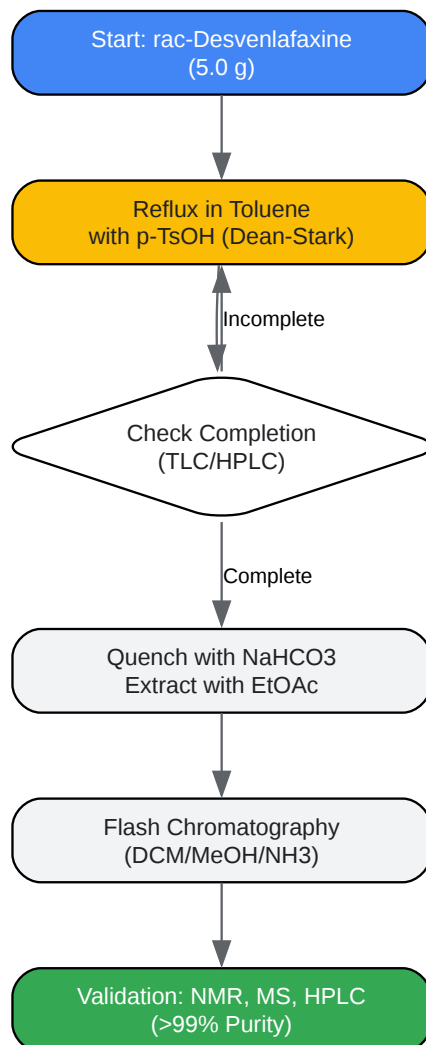 Start: rac-Desvenlafaxine
(5.0 g)
Reflux in Toluene
with p-TsOH (Dean-Stark)
Incomplete
Check Completion
(TLC/HPLC)
Complete
Quench with NaHCO3
Extract with EtOAc
Flash Chromatography
(DCM/MeOH/NH3)
Validation: NMR, MS, HPLC
(>99% Purity)